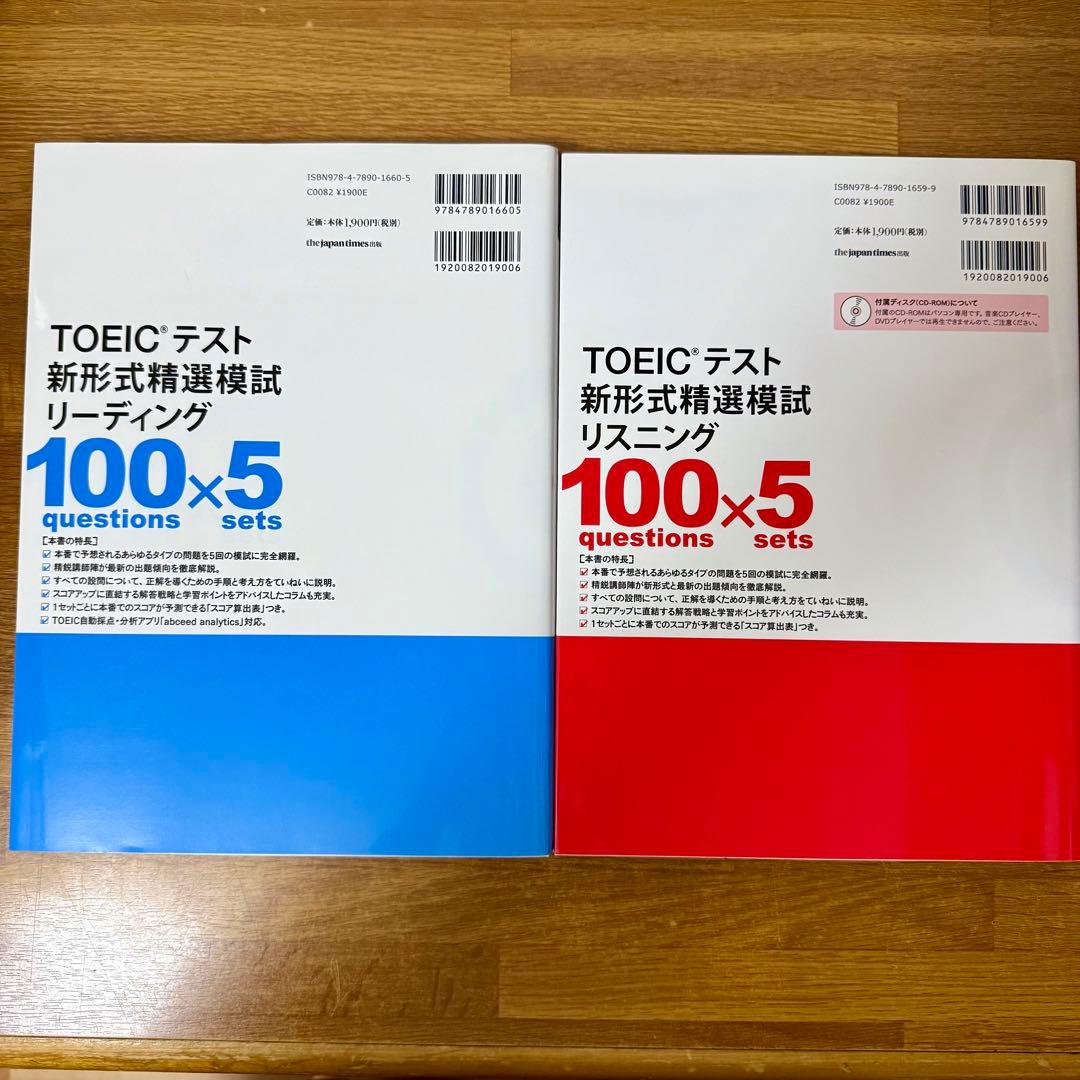 ISBN978-4-7890-1660-5
C0082 ¥1900E
定価:本体1,900円(税別)
the japan times 出版
9784789016605
1920082019006
TOEIC®テスト
新形式精選模試
リーディング
100×5
questions sets
[本書の特長]
本番で予想されるあらゆるタイプの問題を5回の模試に完全網羅。
精鋭講師陣が最新の出題傾向を徹底解説。
すべての設問について、正解を導くための手順と考え方をていねいに説明。
スコアアップに直結する解答戦略と学習ポイントをアドバイスしたコラムも充実。
1セットごとに本番でのスコアが予測できる「スコア算出表」つき。
TOEIC自動採点・分析アプリ「abceed analytics」対応。
ISBN978-4-7890-1659-9
C0082 ¥1900E
定価:本体1,900円(税別)
the japan times 出版
9784789016599
1920082019006
付属ディスク(CD-ROM)について
付属のCD-ROMはパソコン専用です。音楽CDプレイヤー、
DVDプレイヤーでは再生できませんので、ご注意ください。
TOEIC®テスト
新形式精選模試
リスニング
100×5
questions sets
[本書の特長]
本番で予想されるあらゆるタイプの問題を5回の模試に完全網羅。
精鋭講師陣が新形式と最新の出題傾向を徹底解説。
すべての設問について、正解を導くための手順と考え方をていねいに説明。
スコアアップに直結する解答戦略と学習ポイントをアドバイスしたコラムも充実。
1セットごとに本番でのスコアが予測できる「スコア算出表」つき。